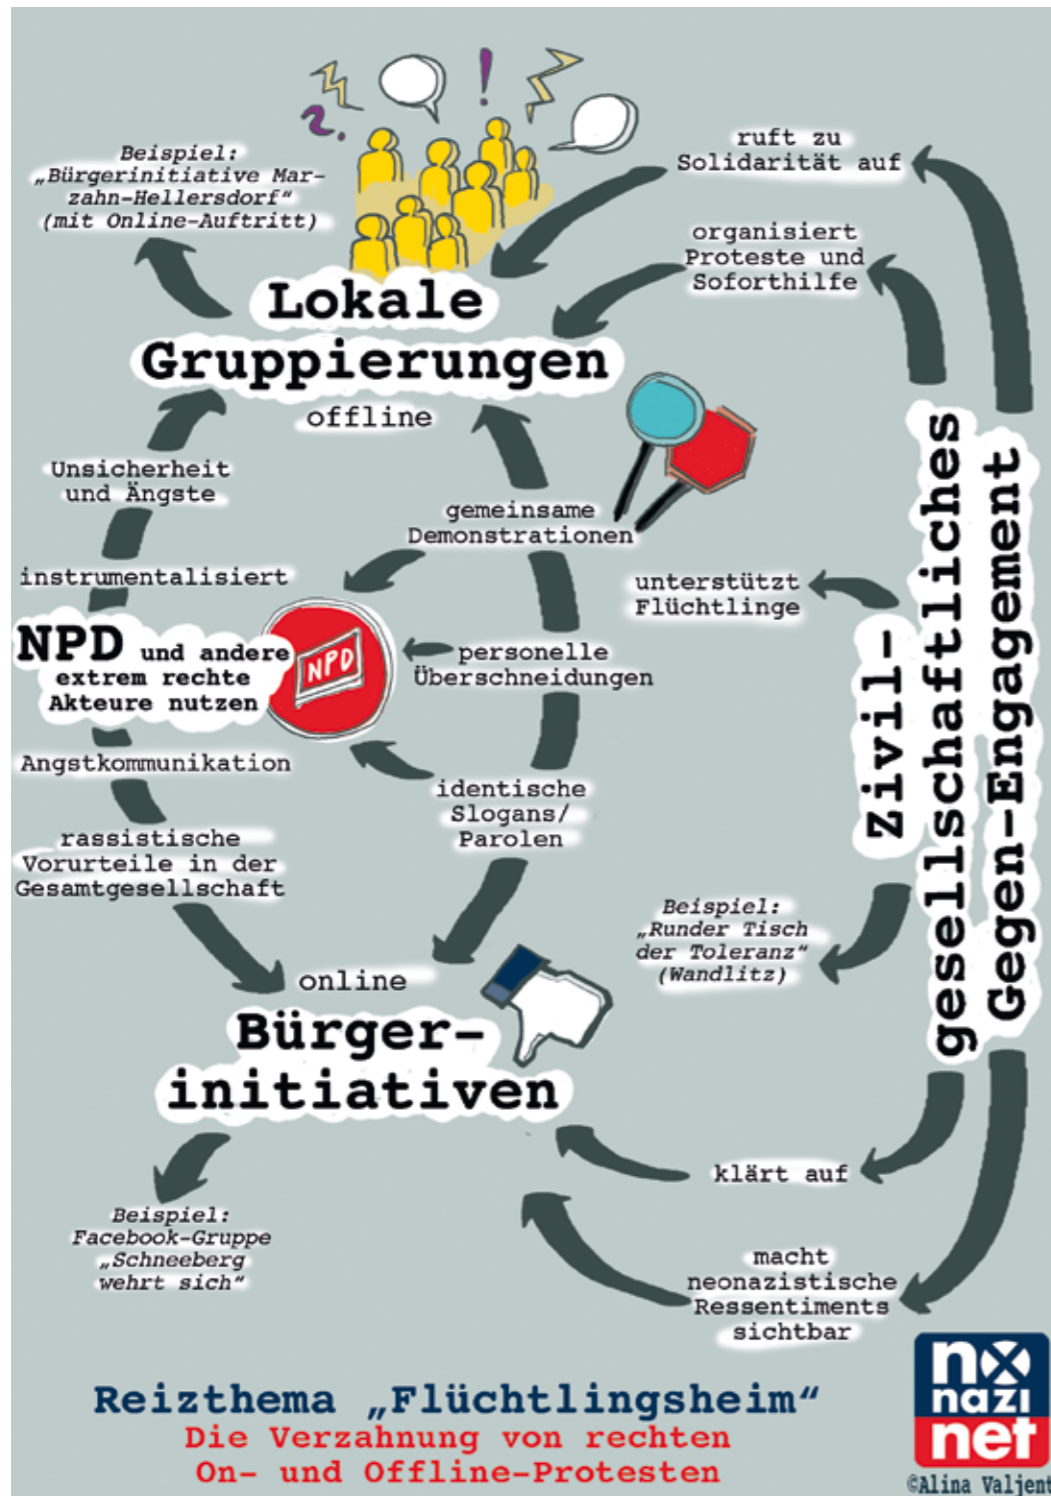 Beispiel:
„Bürgerinitiative Mar-
zahn-Hellersdorf“
(mit Online-Auftritt)
ruft zu
Solidarität auf
organisiert
Proteste und
Soforthilfe
Lokale
Gruppierungen
offline
Unsicherheit
und Ängste
gemeinsame
Demonstrationen
instrumentalisiert
unterstützt
Flüchtlinge
NPD und andere
extrem rechte
Akteure nutzen
NPD
personelle
Überschneidungen
Zivil-
gesellschaftliches
Gegen-Engagement
Angstkommunikation
identische
Slogans/
Parolen
rassistische
Vorurteile in der
Gesamtgesellschaft
Beispiel:
„Runder Tisch
der Toleranz“
(Wandlitz)
online
Bürger-
initiativen
klärt auf
Beispiel:
Facebook-Gruppe
„Schneeberg
wehrt sich“
macht
neonazistische
Ressentiments
sichtbar
Reizthema „Flüchtlingsheim“
Die Verzahnung von rechten
On- und Offline-Protesten
no
nazi
net
©Alina Valjent